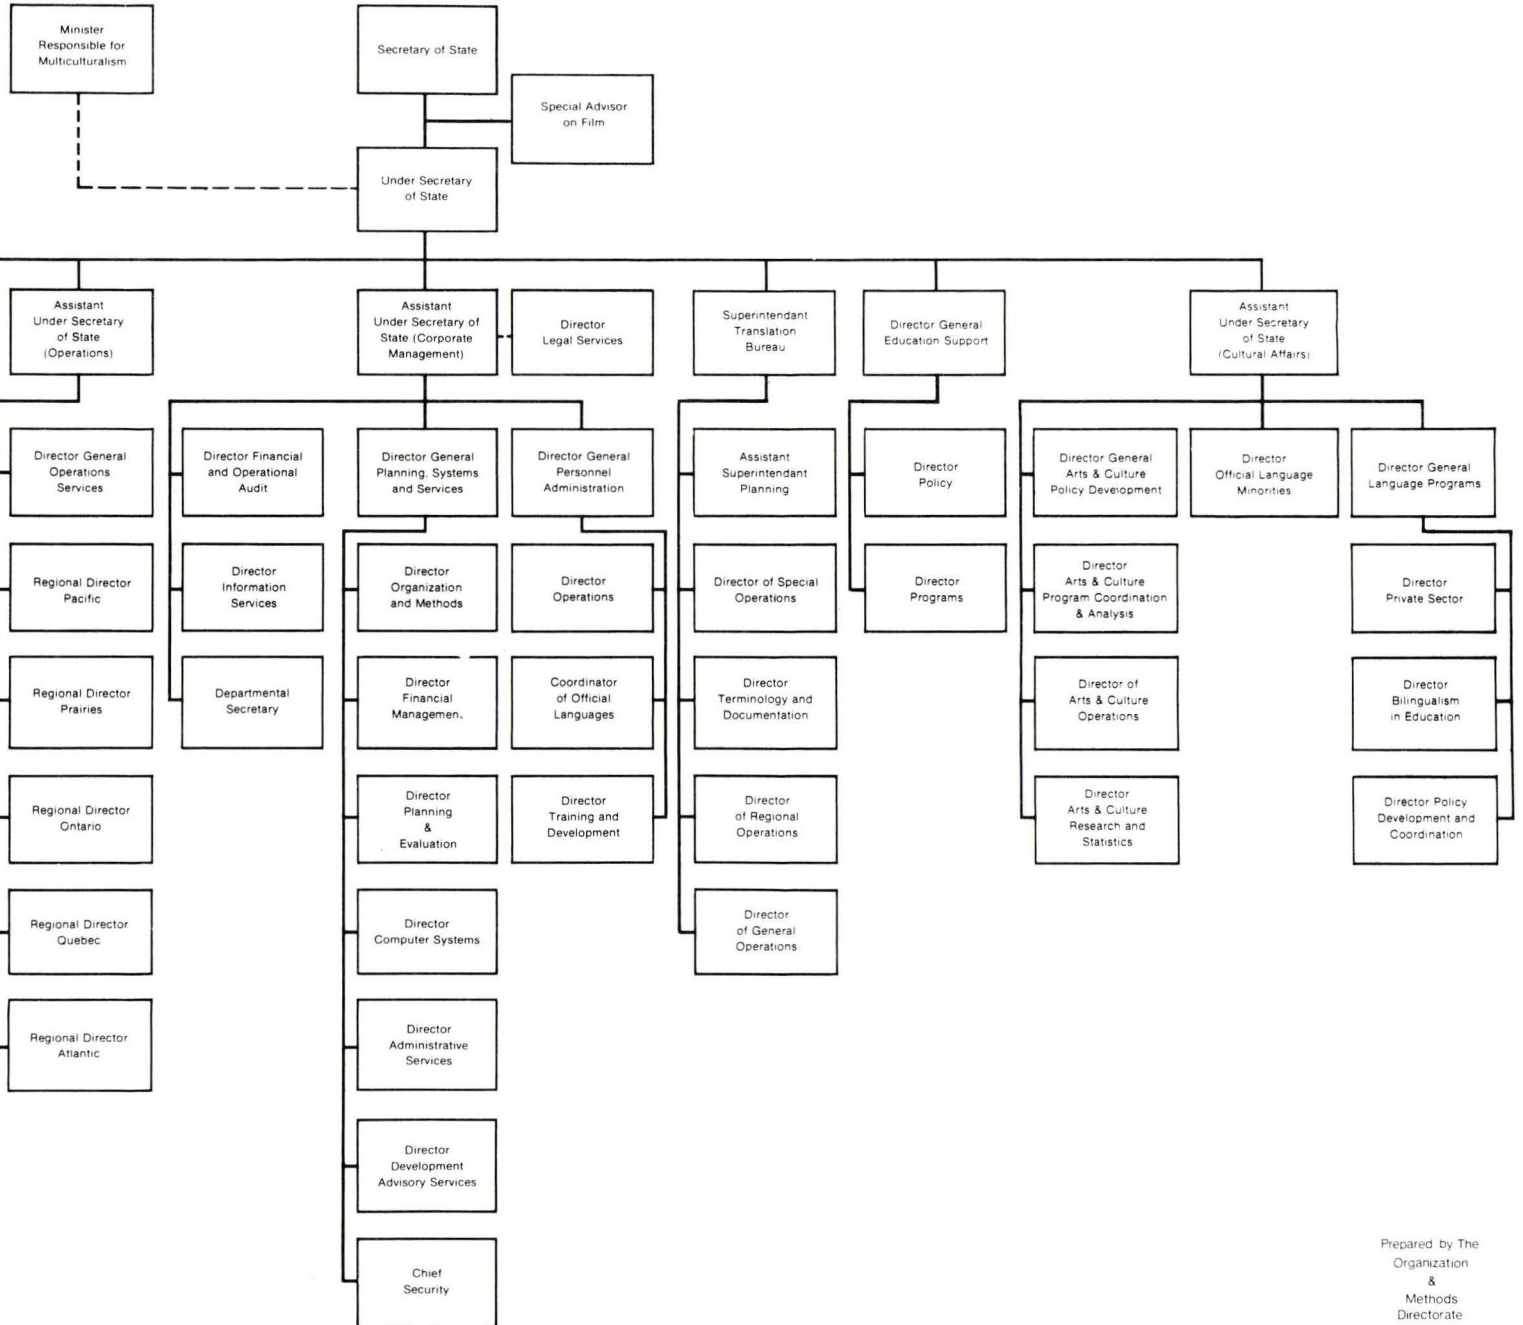 Minister
Responsible for
Multiculturalism
Secretary of State
Special Advisor
on Film
Under Secretary
of State
Assistant
Under Secretary
of State
(Operations)
Assistant
Under Secretary of
State (Corporate
Management)
Director
Legal Services
Superintendant
Translation
Bureau
Director General
Education Support
Assistant
Under Secretary
of State
(Cultural Affairs)
Director General
Operations
Services
Director Financial
and Operational
Audit
Director General
Planning, Systems
and Services
Director General
Personnel
Administration
Assistant
Superintendant
Planning
Director
Policy
Director General
Arts & Culture
Policy Development
Director
Official Language
Minorities
Director General
Language Programs
Regional Director
Pacific
Director
Information
Services
Director
Organization
and Methods
Director
Operations
Director of Special
Operations
Director
Programs
Director
Arts & Culture
Program Coordination
& Analysis
Director
Private Sector
Regional Director
Prairies
Departmental
Secretary
Director
Financial
Management
Coordinator
of Official
Languages
Director
Terminology and
Documentation
Director of
Arts & Culture
Operations
Director
Bilingualism
in Education
Regional Director
Ontario
Director
Planning
&
Evaluation
Director
Training and
Development
Director
of Regional
Operations
Director
Arts & Culture
Research and
Statistics
Director Policy
Development and
Coordination
Regional Director
Quebec
Director
Computer Systems
Director
of General
Operations
Regional Director
Atlantic
Director
Administrative
Services
Director
Development
Advisory Services
Chief
Security
Prepared by The
Organization
&
Methods
Directorate